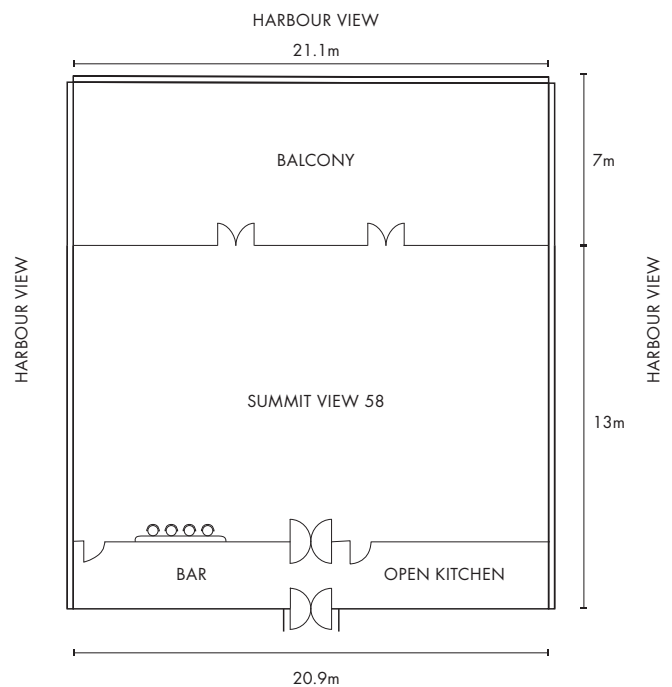 HARBOUR VIEW
21.1m
BALCONY
7m
HARBOUR VIEW
HARBOUR VIEW
SUMMIT VIEW 58
13m
BAR
OPEN KITCHEN
20.9m